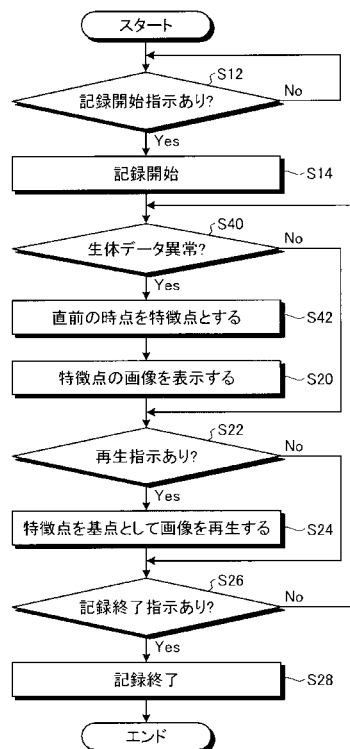 スタート
S12
記録開始指示あり?
No
Yes
記録開始
S14
S40
生体データ異常?
No
Yes
直前の時点を特徴点とする
S42
特徴点の画像を表示する
S20
S22
再生指示あり?
No
Yes
特徴点を基点として画像を再生する
S24
S26
記録終了指示あり?
No
Yes
記録終了
S28
エンド